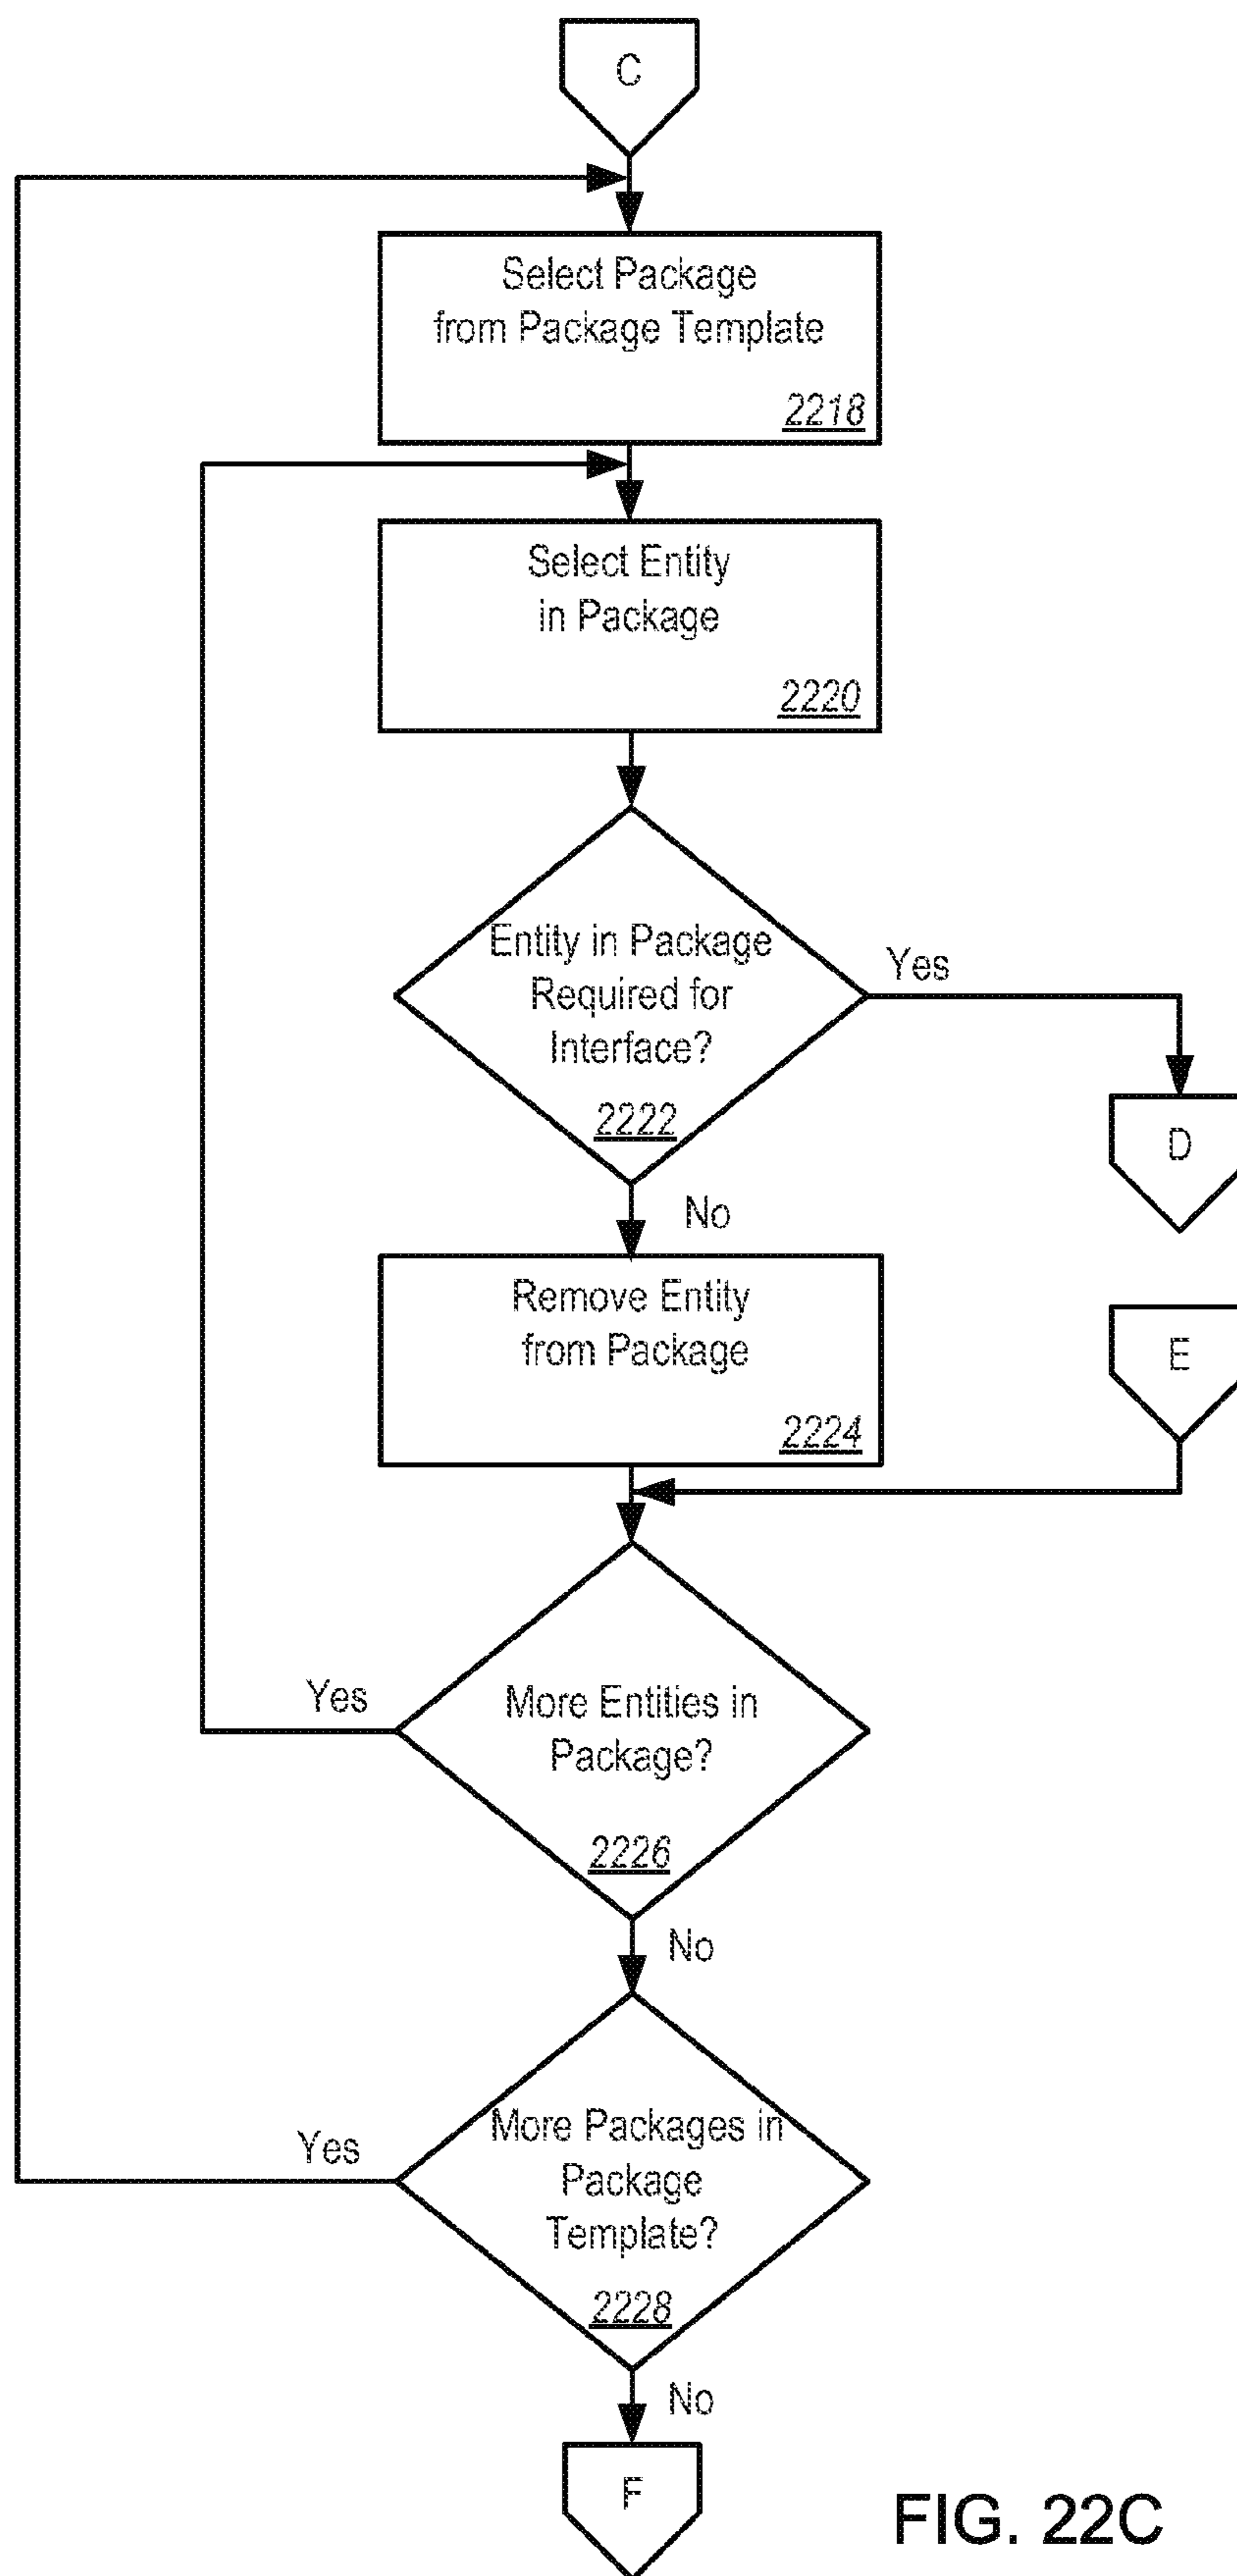 C
Select Package
from Package Template
2218
Select Entity
in Package
2220
Entity in Package
Required for
Interface?
2222
Yes
D
No
Remove Entity
from Package
2224
E
More Entities in
Package?
2226
Yes
No
More Packages in
Package
Template?
2228
Yes
No
F
FIG. 22C